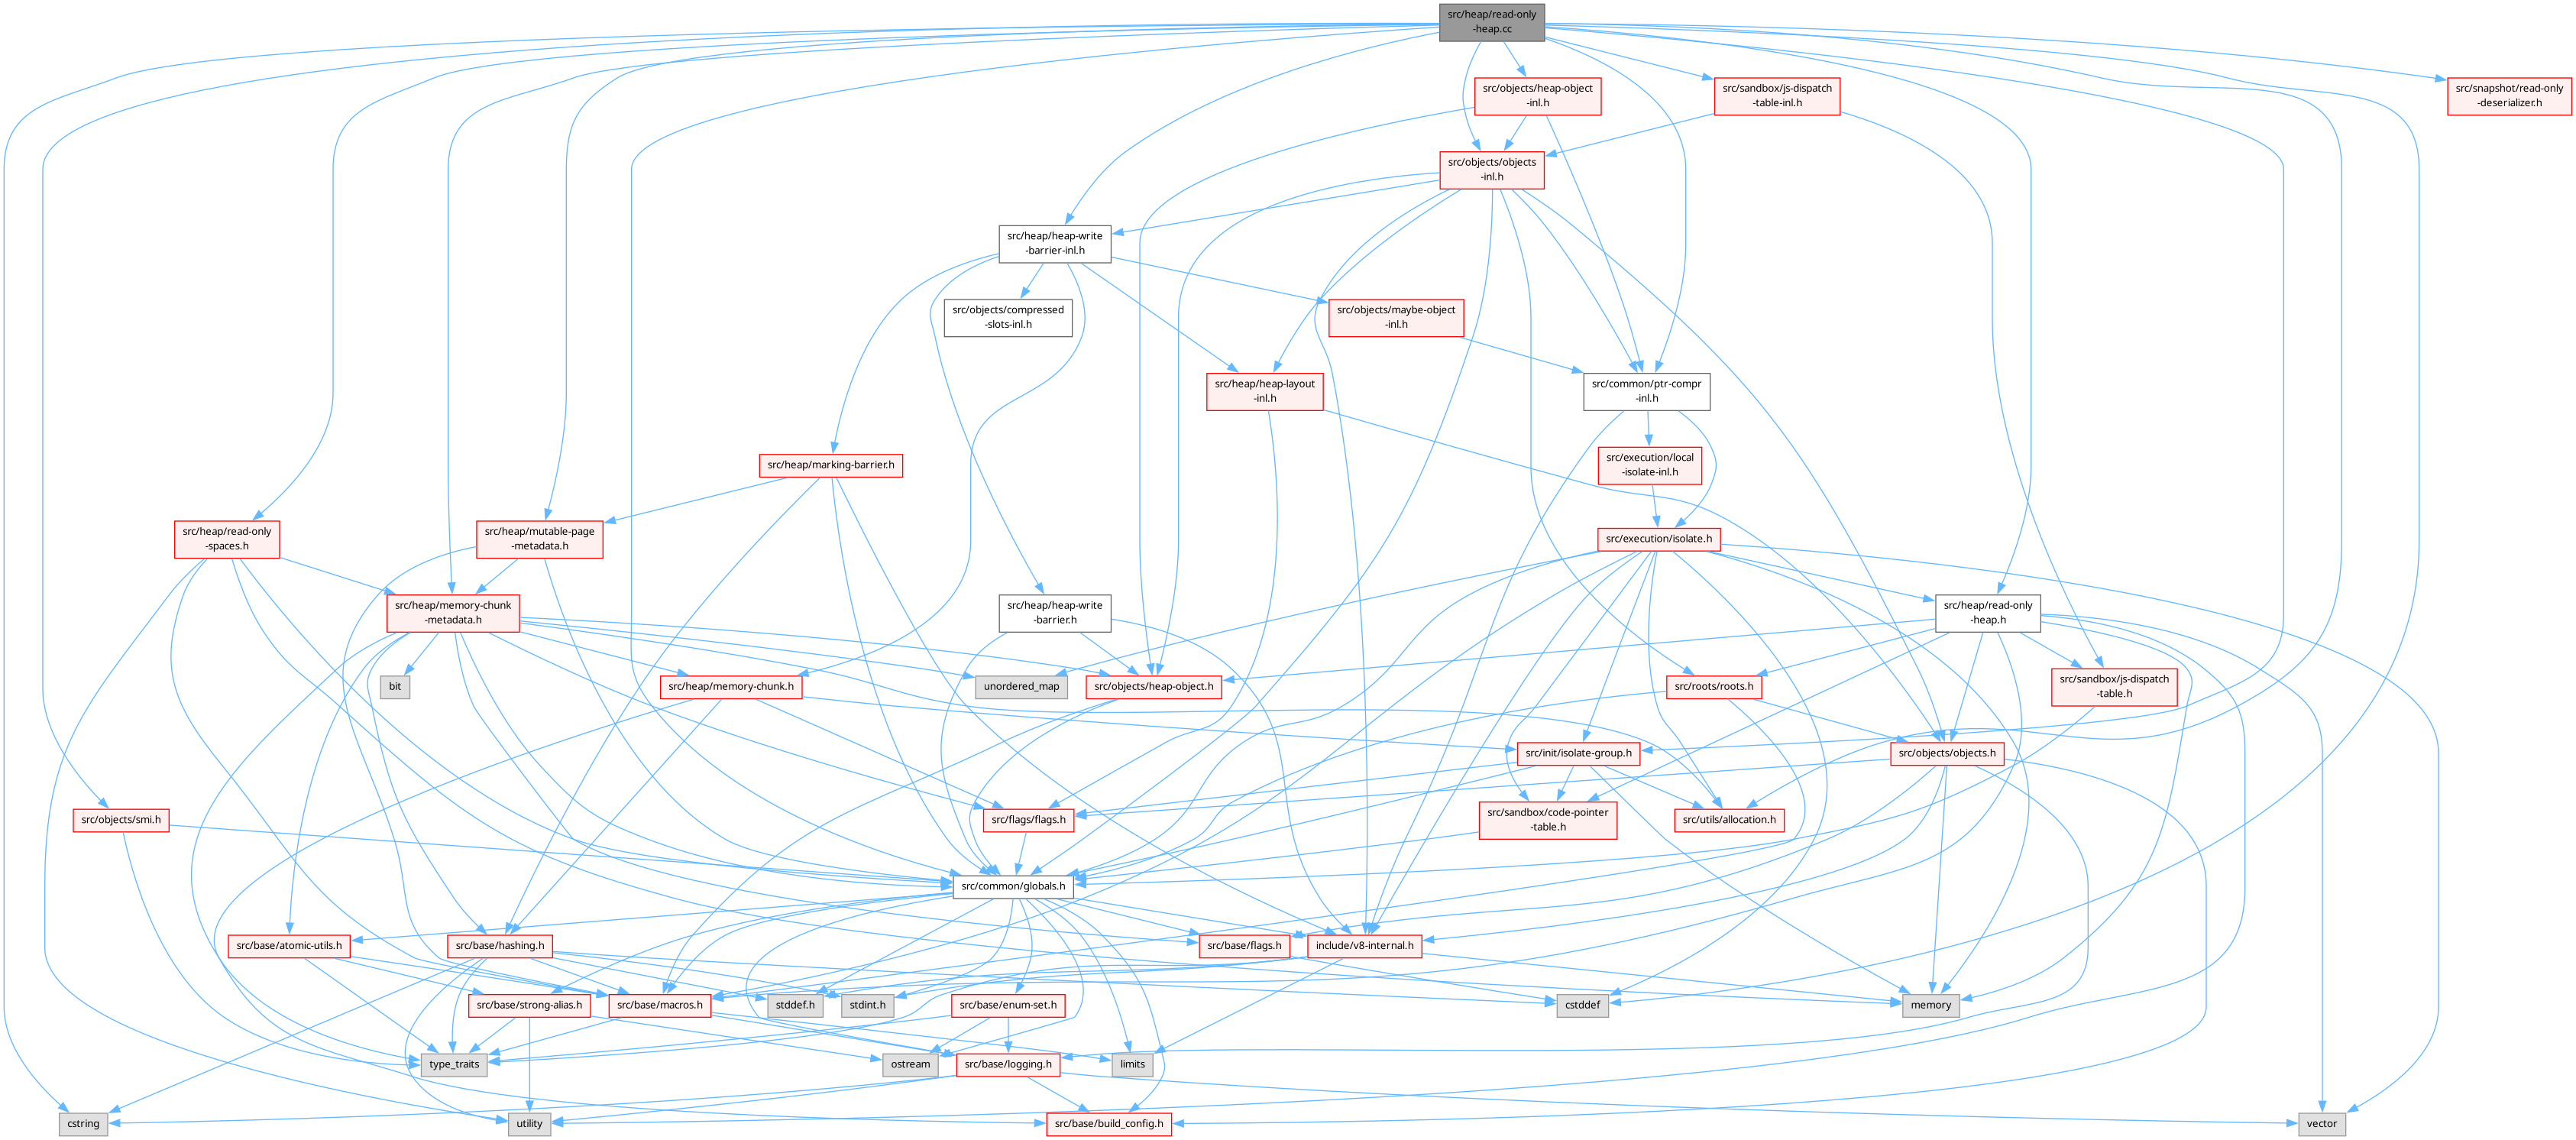 src/heap/read-only
-heap.cc
src/objects/heap-object
-inl.h
src/sandbox/js-dispatch
-table-inl.h
src/snapshot/read-only
-deserializer.h
src/objects/objects
-inl.h
src/heap/heap-write
-barrier-inl.h
src/objects/compressed
-slots-inl.h
src/objects/maybe-object
-inl.h
src/heap/heap-layout
-inl.h
src/common/ptr-compr
-inl.h
src/heap/marking-barrier.h
src/execution/local
-isolate-inl.h
src/heap/read-only
-spaces.h
src/heap/mutable-page
-metadata.h
src/execution/isolate.h
src/heap/memory-chunk
-metadata.h
src/heap/heap-write
-barrier.h
src/heap/read-only
-heap.h
bit
src/heap/memory-chunk.h
unordered_map
src/objects/heap-object.h
src/roots/roots.h
src/sandbox/js-dispatch
-table.h
src/init/isolate-group.h
src/objects/objects.h
src/objects/smi.h
src/flags/flags.h
src/sandbox/code-pointer
-table.h
src/utils/allocation.h
src/common/globals.h
src/base/atomic-utils.h
src/base/hashing.h
src/base/flags.h
include/v8-internal.h
src/base/strong-alias.h
src/base/macros.h
stddef.h
stdint.h
src/base/enum-set.h
cstddef
memory
type_traits
ostream
src/base/logging.h
limits
cstring
utility
src/base/build_config.h
vector